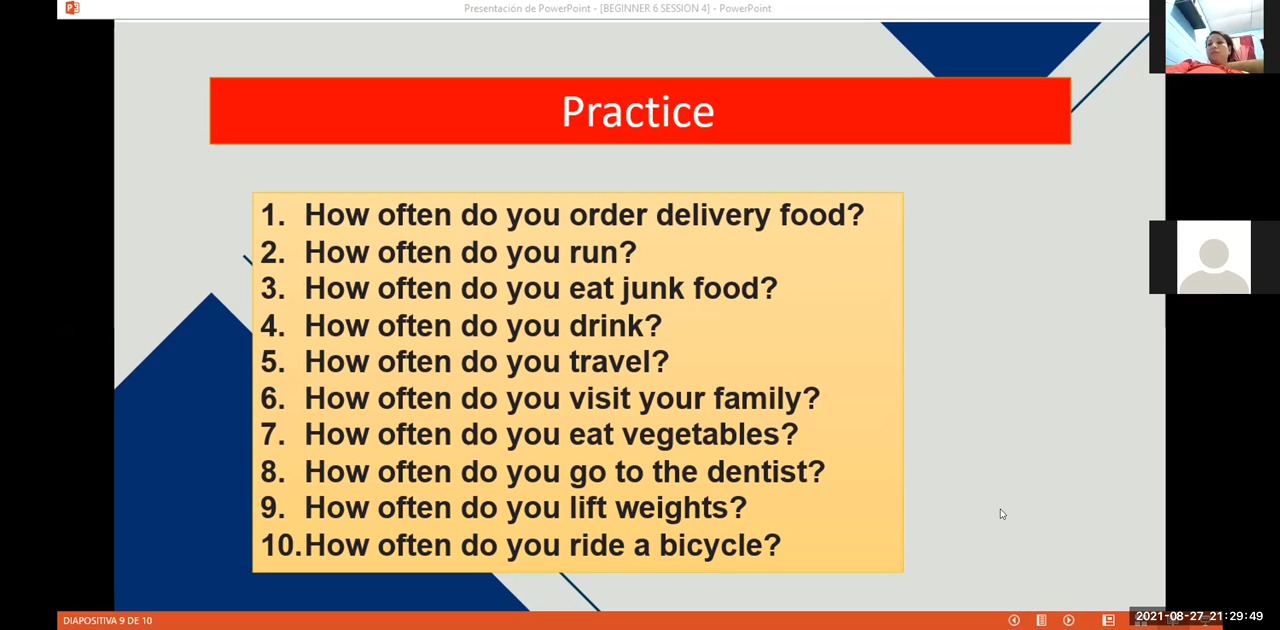 Presentación de PowerPoint - [BEGINNER 6 SESSION 4] - PowerPoint
Practice
1. How often do you order delivery food?
2. How often do you run?
3. How often do you eat junk food?
4. How often do you drink?
5. How often do you travel?
6. How often do you visit your family?
7. How often do you eat vegetables?
8. How often do you go to the dentist?
9. How often do you lift weights?
10. How often do you ride a bicycle?
DIAPOSITIVA 9 DE 10
2021-08-27 21:29:49